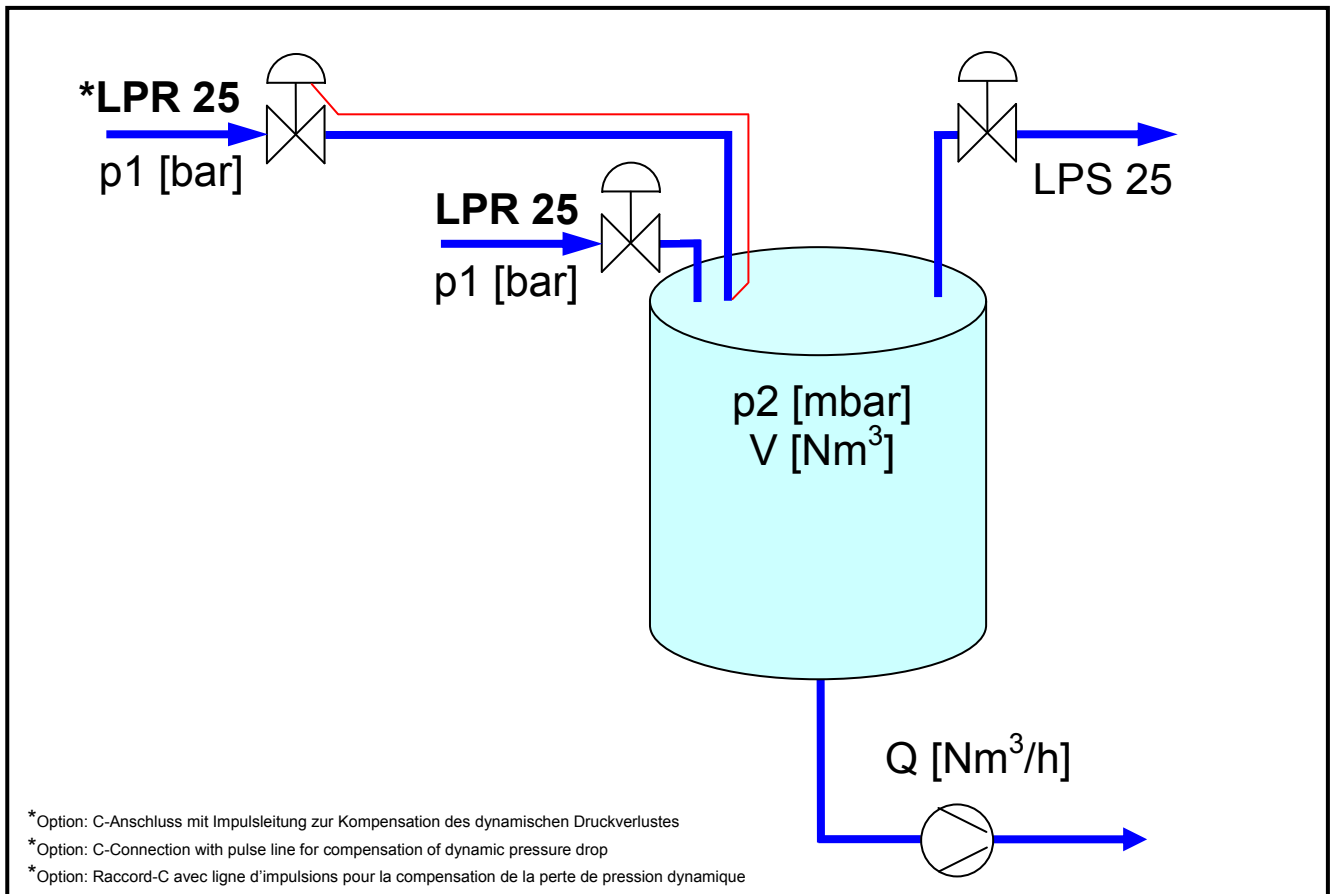 *LPR 25
p1 [bar]
LPR 25
p1 [bar]
LPS 25
p2 [mbar]
V [Nm³]
Q [Nm³/h]
*Option: C-Anschluss mit Impulsleitung zur Kompensation des dynamischen Druckverlustes
*Option: C-Connection with pulse line for compensation of dynamic pressure drop
*Option: Raccord-C avec ligne d'impulsions pour la compensation de la perte de pression dynamique